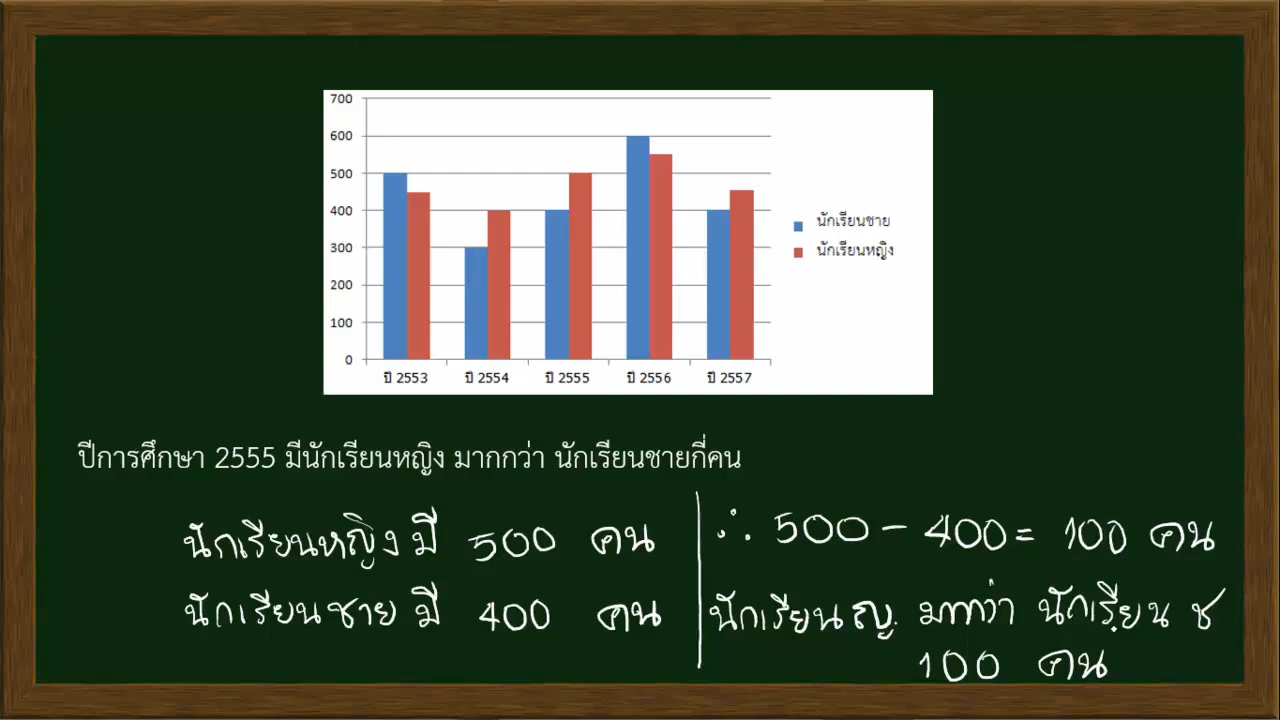 700
600
500
400
300
200
100
0
ปี 2553 ปี 2554 ปี 2555 ปี 2556 ปี 2557
นักเรียนชาย
นักเรียนหญิง
ปีการศึกษา 2555 มีนักเรียนหญิง มากกว่า นักเรียนชายกี่คน
นักเรียนหญิง มี 500 คน
นักเรียนชาย มี 400 คน
∴ 500 - 400 = 100 คน
นักเรียน ญ. มากกว่า นักเรียน ช
100 คน